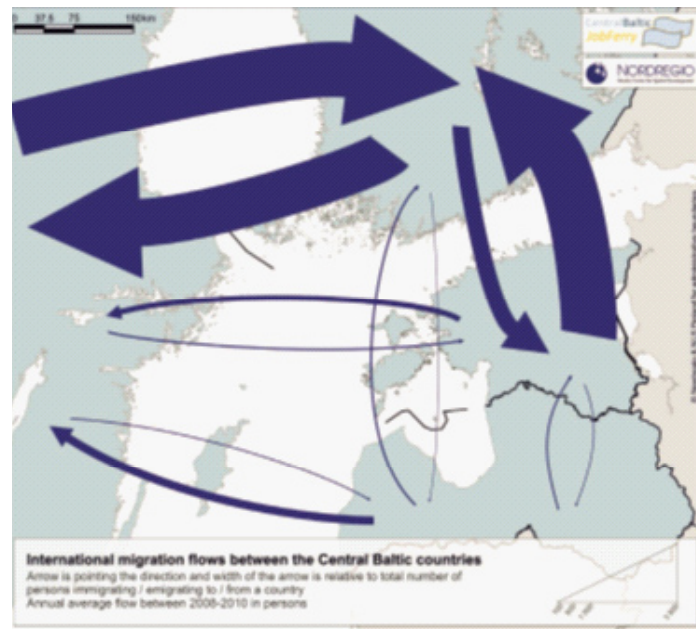 0 37.5 75 150km
CentralBaltic
JobFerry
NORDREGIO
International migration flows between the Central Baltic countries
Arrow is pointing the direction and width of the arrow is relative to total number of
persons immigrating / emigrating to / from a country
Annual average flow between 2008-2010 in persons